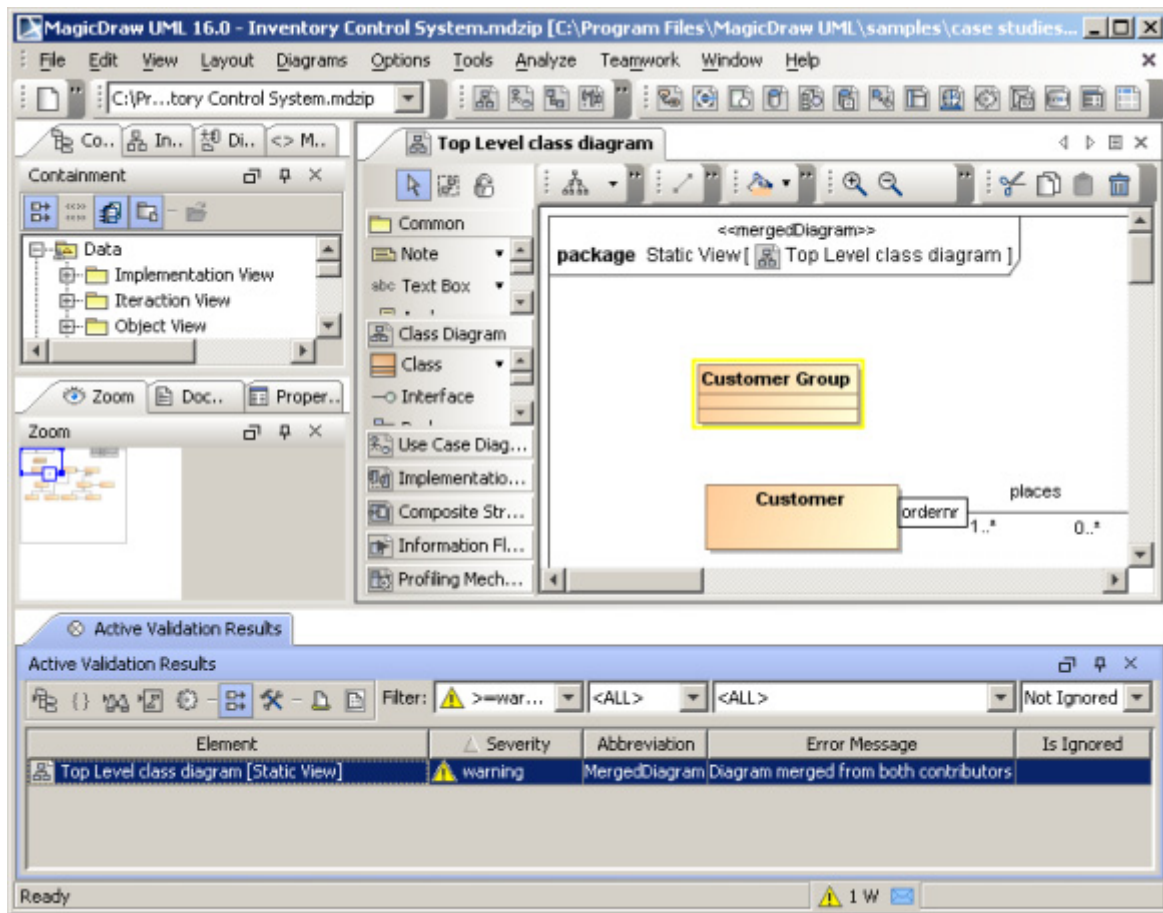 MagicDraw UML 16.0 - Inventory Control System.mdzip [C:\Program Files\MagicDraw UML\samples\case studies...
File Edit View Layout Diagrams Options Tools Analyze Teamwork Window Help
C:\Pr...tory Control System.mdzip
Co.. In.. Di.. <> M..
Top Level class diagram
Containment
Data
Implementation View
Iteraction View
Object View
Zoom Doc.. Proper..
Zoom
Common
Note
abc Text Box
Class Diagram
Class
Interface
Use Case Diag...
Implementatio...
Composite Str...
Information Fl...
Profiling Mech...
<<mergedDiagram>>
package Static View [ Top Level class diagram ]
Customer Group
Customer
ordernr
places
1..*
0..*
Active Validation Results
Active Validation Results
Filter: >=war... <ALL> <ALL> Not Ignored
Element Severity Abbreviation Error Message Is Ignored
Top Level class diagram [Static View] warning MergedDiagram Diagram merged from both contributors
Ready
1 W